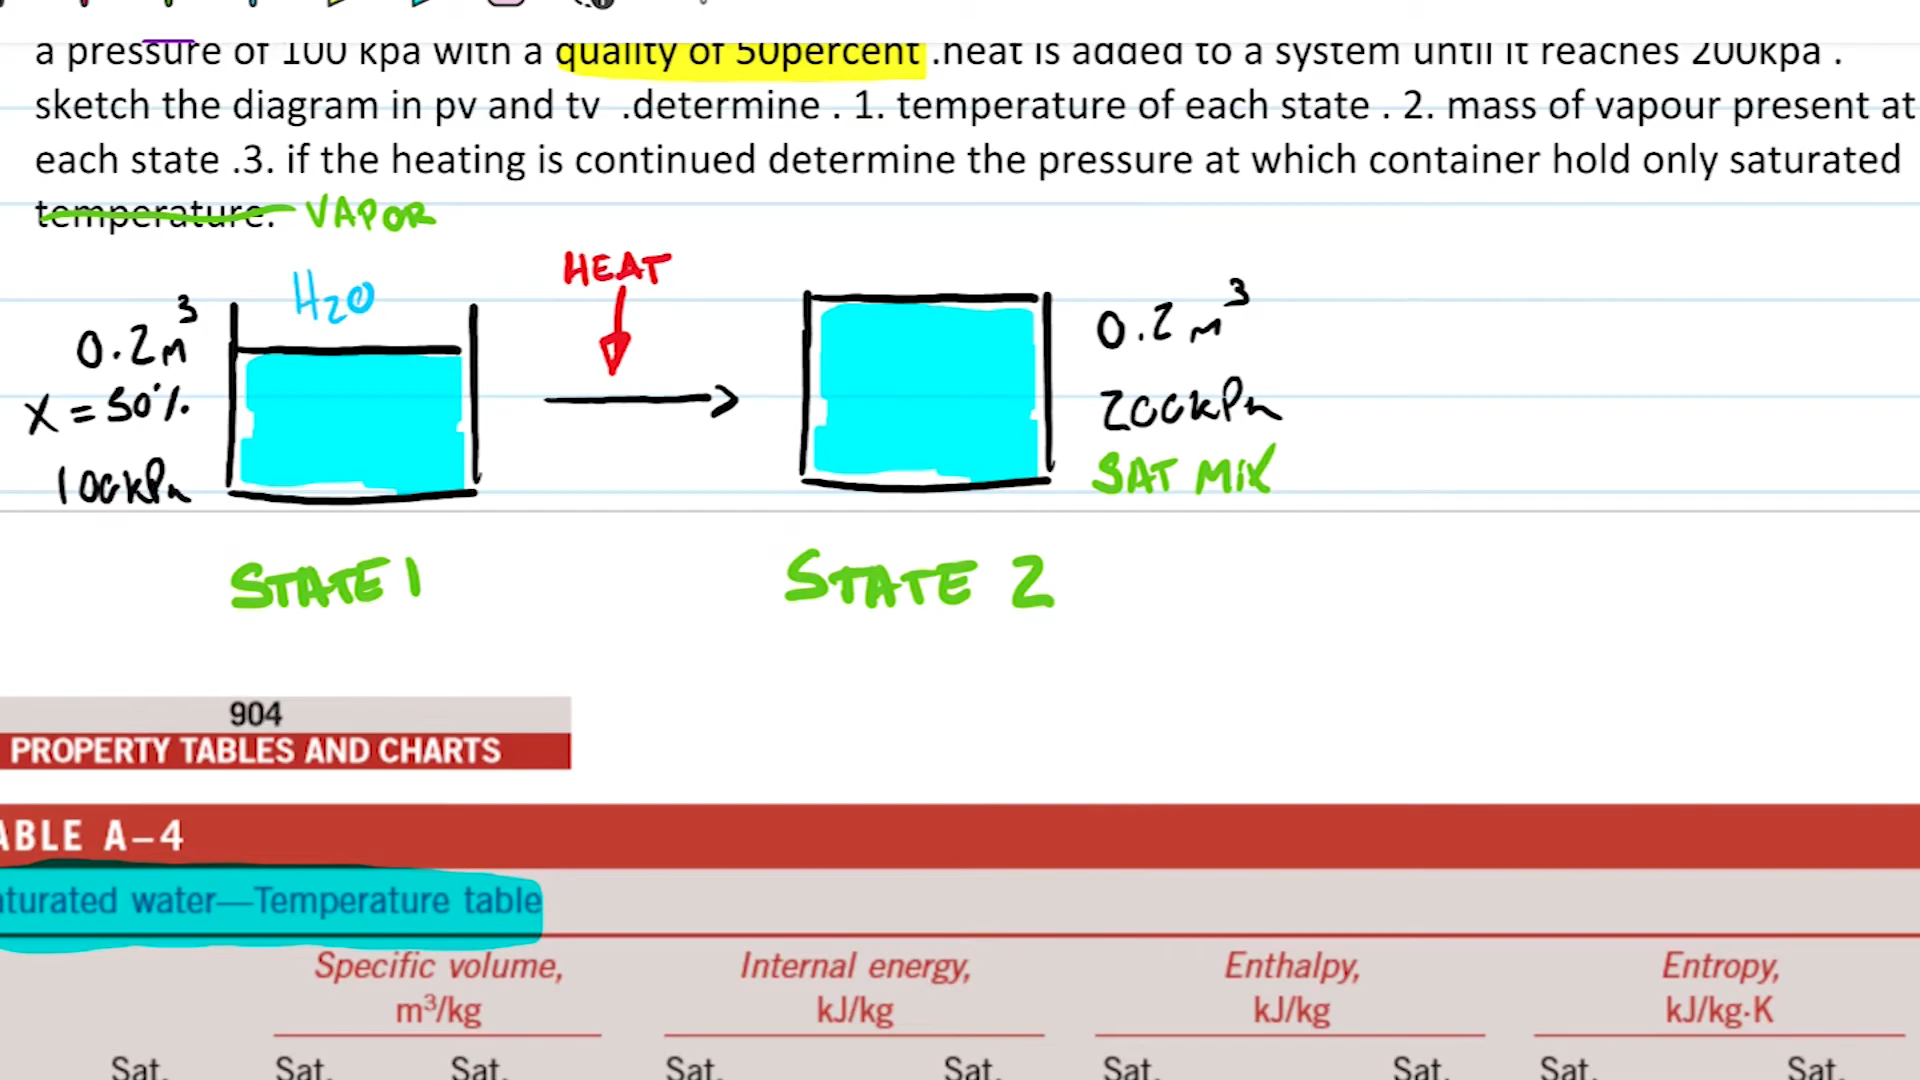 a pressure of 100 kpa with a quality of 50percent .heat is added to a system until it reaches 200kpa .
sketch the diagram in pv and tv .determine . 1. temperature of each state . 2. mass of vapour present at
each state .3. if the heating is continued determine the pressure at which container hold only saturated
temperature. VAPOR
HEAT
H2O
0.2m³
X = 50%
100kPa
0.2m³
200kPa
SAT MIX
STATE 1
STATE 2
904
PROPERTY TABLES AND CHARTS
ABLE A–4
aturated water—Temperature table
Specific volume, Internal energy, Enthalpy, Entropy,
m³/kg kJ/kg kJ/kg kJ/kg·K
Sat. Sat. Sat. Sat. Sat. Sat. Sat. Sat. Sat.